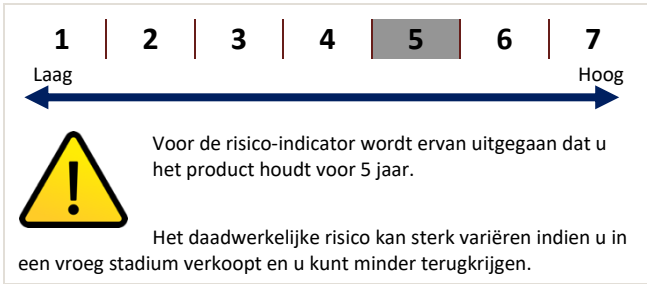 1 2 3 4 5 6 7
Laag Hoog
Voor de risico-indicator wordt ervan uitgegaan dat u
het product houdt voor 5 jaar.
Het daadwerkelijke risico kan sterk variëren indien u in
een vroeg stadium verkoopt en u kunt minder terugkrijgen.